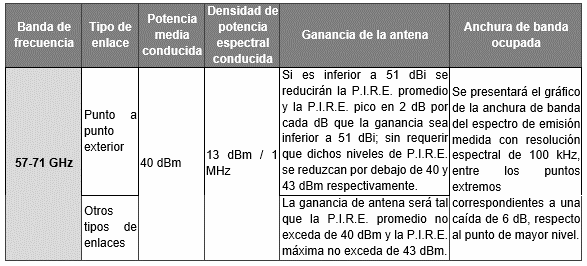 Banda de
frecuencia
Tipo de
enlace
Potencia
media
conducida
Densidad de
potencia
espectral
conducida
Ganancia de la antena
Anchura de banda
ocupada
57-71 GHz
Punto a
punto
exterior
40 dBm
13 dBm / 1
MHz
Si es inferior a 51 dBi se
reducirán la P.I.R.E. promedio
y la P.I.R.E. pico en 2 dB por
cada dB que la ganancia sea
inferior a 51 dBi; sin requerir
que dichos niveles de P.I.R.E.
se reduzcan por debajo de 40 y
43 dBm respectivamente.
Se presentará el gráfico
de la anchura de banda
del espectro de emisión
medida con resolución
espectral de 100 kHz,
entre los puntos
extremos
correspondientes a una
caída de 6 dB, respecto
al punto de mayor nivel.
Otros
tipos de
enlaces
La ganancia de antena será tal
que la P.I.R.E. promedio no
exceda de 40 dBm y la P.I.R.E.
máxima no exceda de 43 dBm.